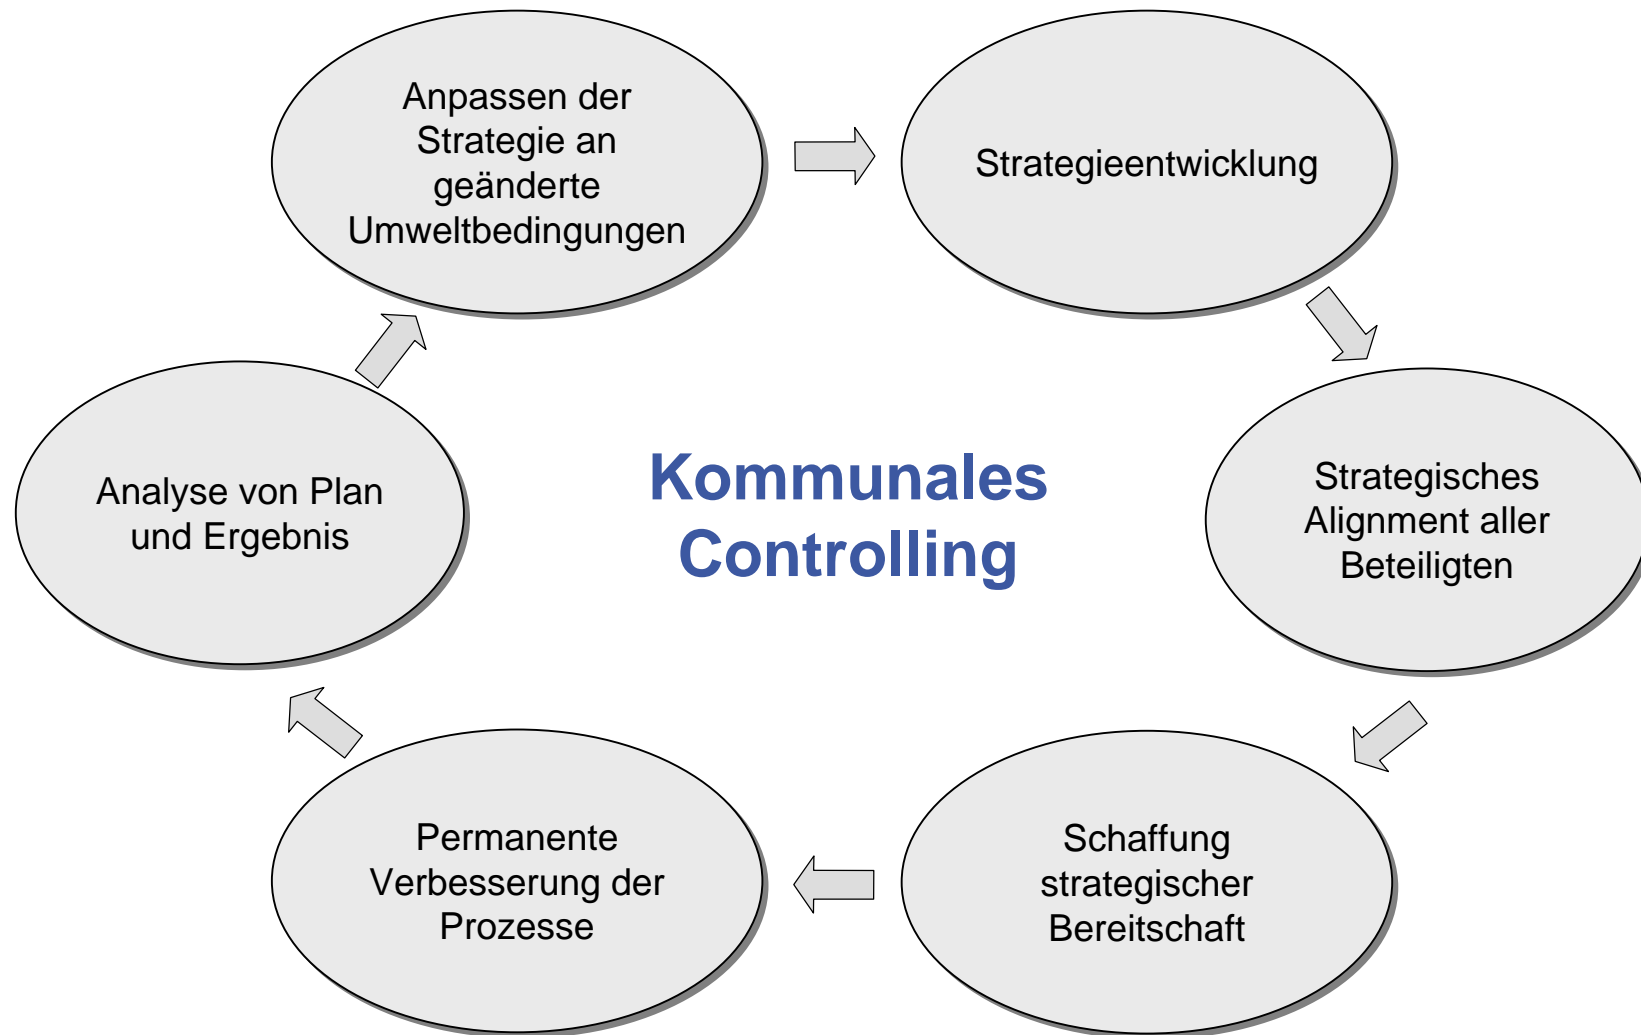 Anpassen der
Strategie an
geänderte
Umweltbedingungen
Strategieentwicklung
Analyse von Plan
und Ergebnis
Kommunales
Controlling
Strategisches
Alignment aller
Beteiligten
Permanente
Verbesserung der
Prozesse
Schaffung
strategischer
Bereitschaft